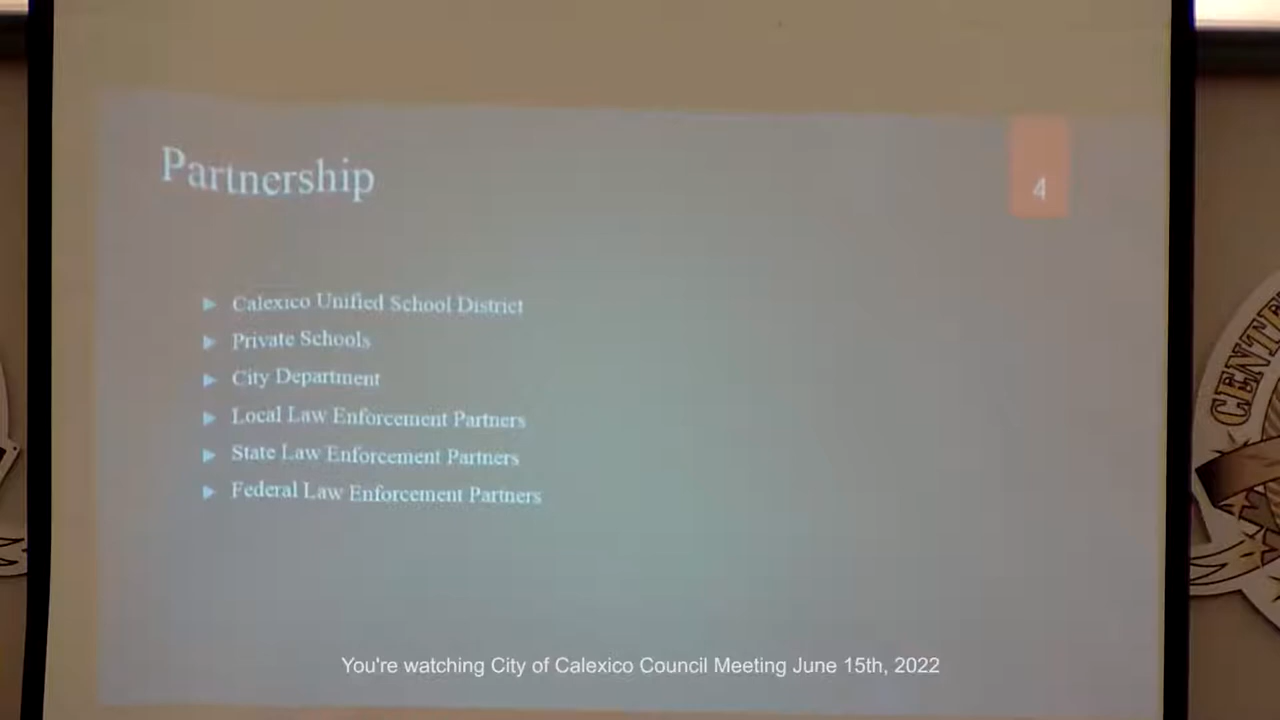 Partnership
4
Calexico Unified School District
Private Schools
City Department
Local Law Enforcement Partners
State Law Enforcement Partners
Federal Law Enforcement Partners
You're watching City of Calexico Council Meeting June 15th, 2022